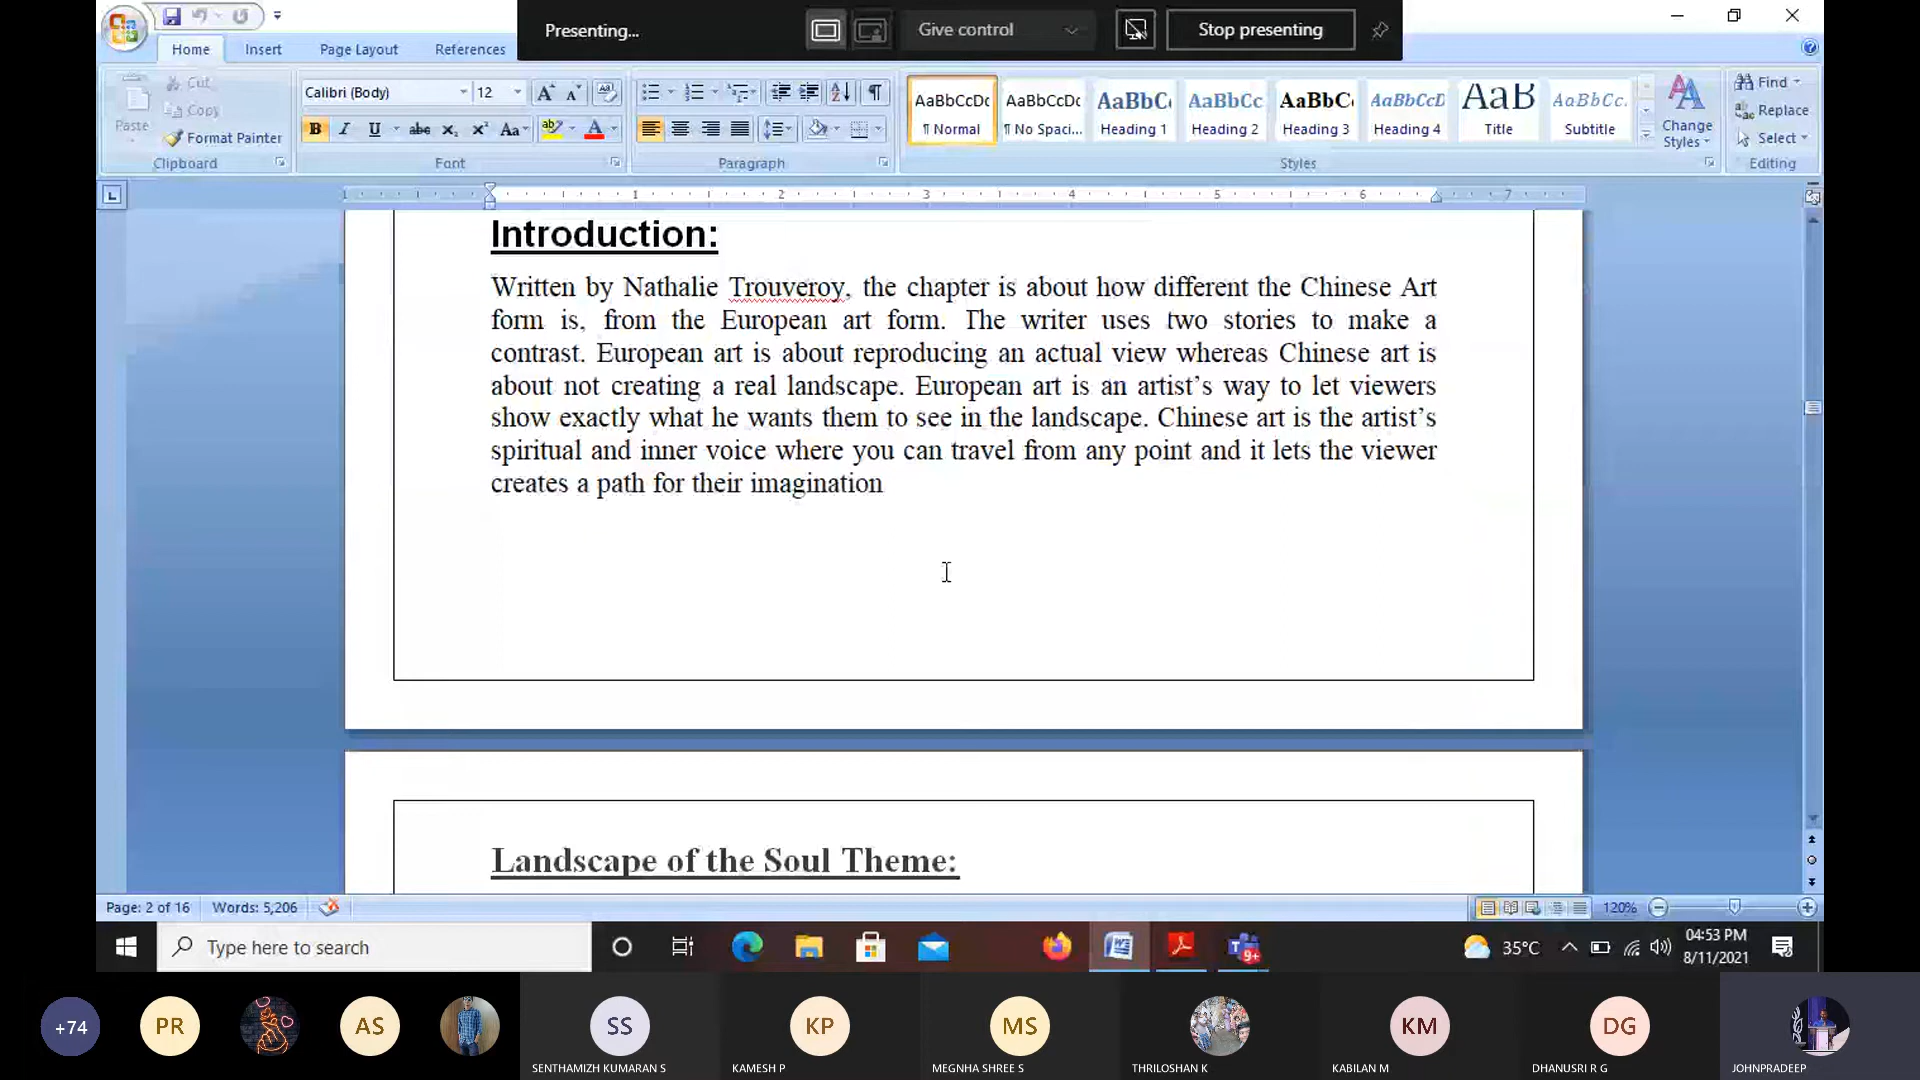 Presenting...
Give control
Stop presenting
Home
Insert
Page Layout
References
Paste
Cut
Copy
Format Painter
Clipboard
Calibri (Body)
12
Font
Paragraph
AaBbCcDc
¶ Normal
AaBbCcDc
¶ No Spaci...
AaBbC
Heading 1
AaBbCc
Heading 2
AaBbC
Heading 3
AaBbCcD
Heading 4
AaB
Title
AaBbCc.
Subtitle
Change
Styles
Styles
Find
Replace
Select
Editing
1 1 2 3 4 5 6 7
Introduction:
Written by Nathalie Trouveroy, the chapter is about how different the Chinese Art
form is, from the European art form. The writer uses two stories to make a
contrast. European art is about reproducing an actual view whereas Chinese art is
about not creating a real landscape. European art is an artist’s way to let viewers
show exactly what he wants them to see in the landscape. Chinese art is the artist’s
spiritual and inner voice where you can travel from any point and it lets the viewer
creates a path for their imagination
Landscape of the Soul Theme:
Page: 2 of 16
Words: 5,206
120%
Type here to search
9+
35°C
04:53 PM
8/11/2021
+74
PR
AS
SS
SENTHAMIZH KUMARAN S
KP
KAMESH P
MS
MEGNHA SHREE S
THRILOSHAN K
KM
KABILAN M
DG
DHANUSRI R G
JOHNPRADEEP